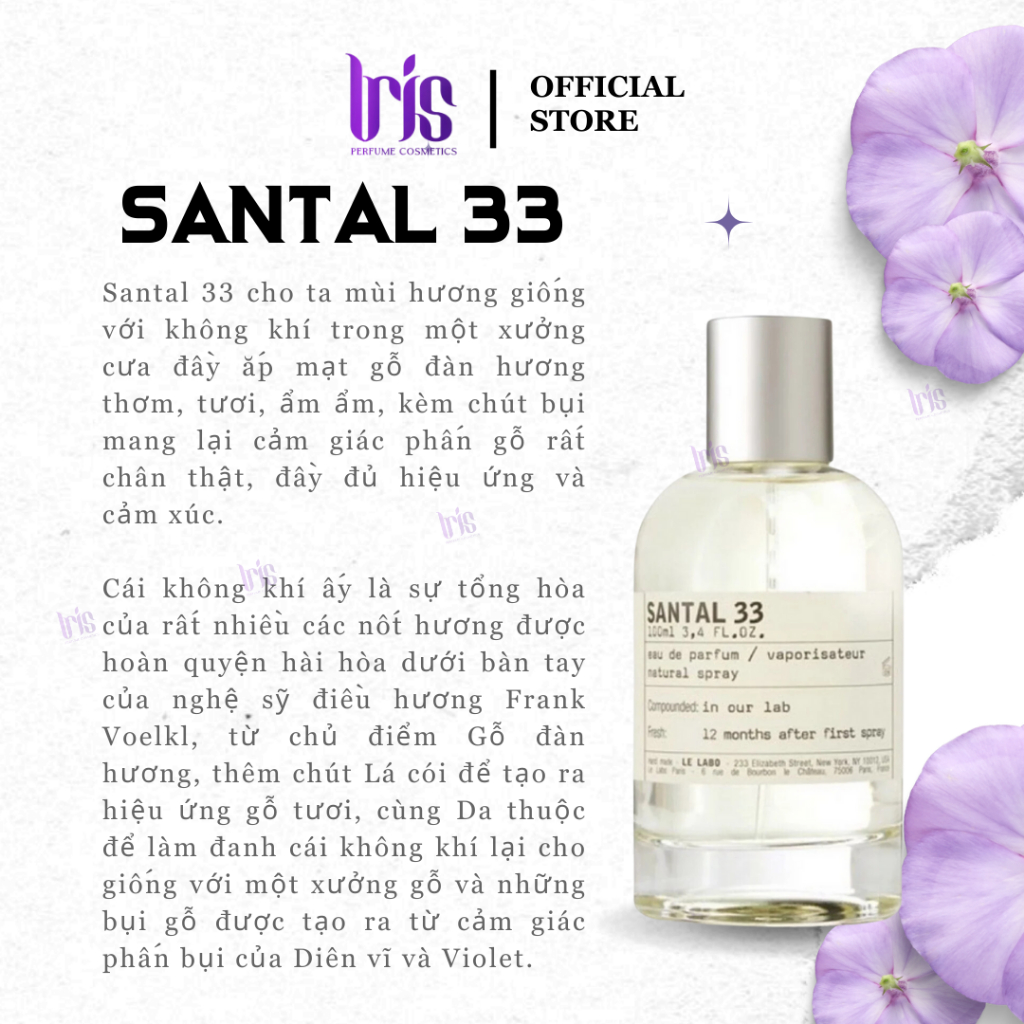 Iris
PERFUME COSMETICS
OFFICIAL
STORE
SANTAL 33
Santal 33 cho ta mùi hương giống
với không khí trong một xưởng
cưa đầy ắp mạt gỗ đàn hương
thơm, tươi, ẩm ẩm, kèm chút bụi
mang lại cảm giác phấn gỗ rất
chân thật, đầy đủ hiệu ứng và
cảm xúc.
Cái không khí ấy là sự tổng hòa
của rất nhiều các nốt hương được
hoàn quyện hài hòa dưới bàn tay
của nghệ sỹ điều hương Frank
Voelkl, từ chủ điểm Gỗ đàn
hương, thêm chút Lá cói để tạo ra
hiệu ứng gỗ tươi, cùng Da thuộc
để làm đanh cái không khí lại cho
giống với một xưởng gỗ và những
bụi gỗ được tạo ra từ cảm giác
phấn bụi của Diên vĩ và Violet.
SANTAL 33
100ml 3,4 FL.OZ.
eau de parfum / vaporisateur
natural spray
Compounded: in our lab
Fresh: 12 months after first spray
Hand made - LE LABO - 233 Elizabeth Street, New York, NY 10012, USA
Le Labo Paris - 6 rue de Bourbon le Château, 75006 Paris, France
Iris
Iris
Iris
Iris
Iris